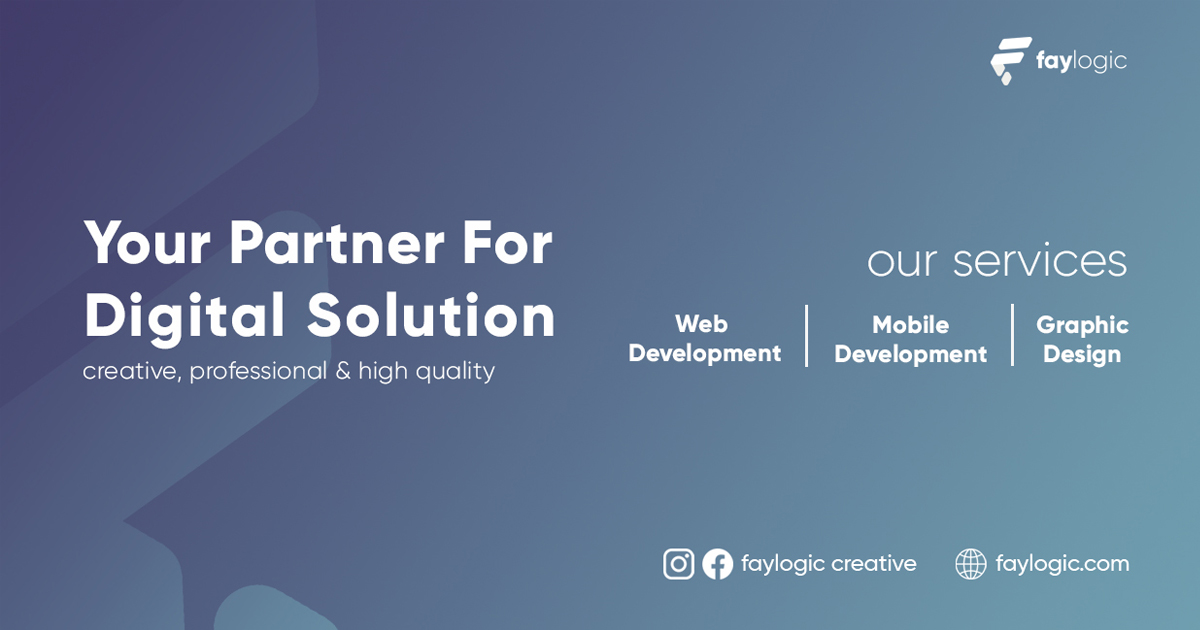 faylogic
Your Partner For
Digital Solution
creative, professional & high quality
our services
Web
Development
Mobile
Development
Graphic
Design
faylogic creative
faylogic.com